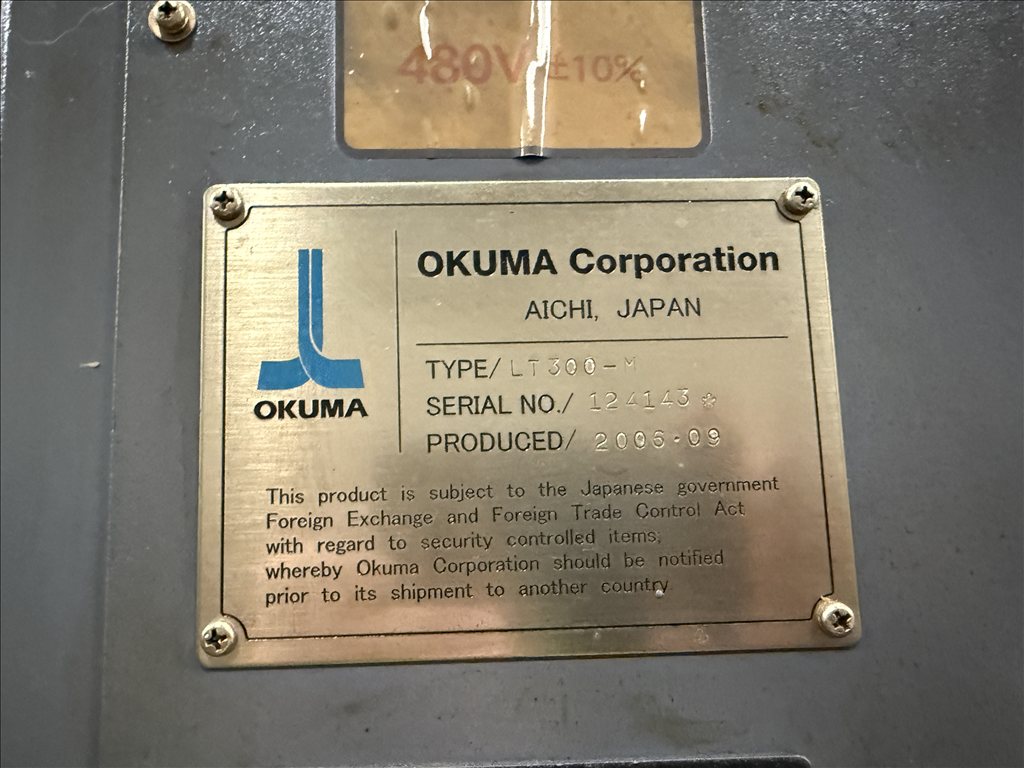 480V ±10%
OKUMA Corporation
AICHI, JAPAN
TYPE/ LT300-M
SERIAL NO./ 124143 *
PRODUCED/ 2006-09
OKUMA
This product is subject to the Japanese government
Foreign Exchange and Foreign Trade Control Act
with regard to security controlled items;
whereby Okuma Corporation should be notified
prior to its shipment to another country